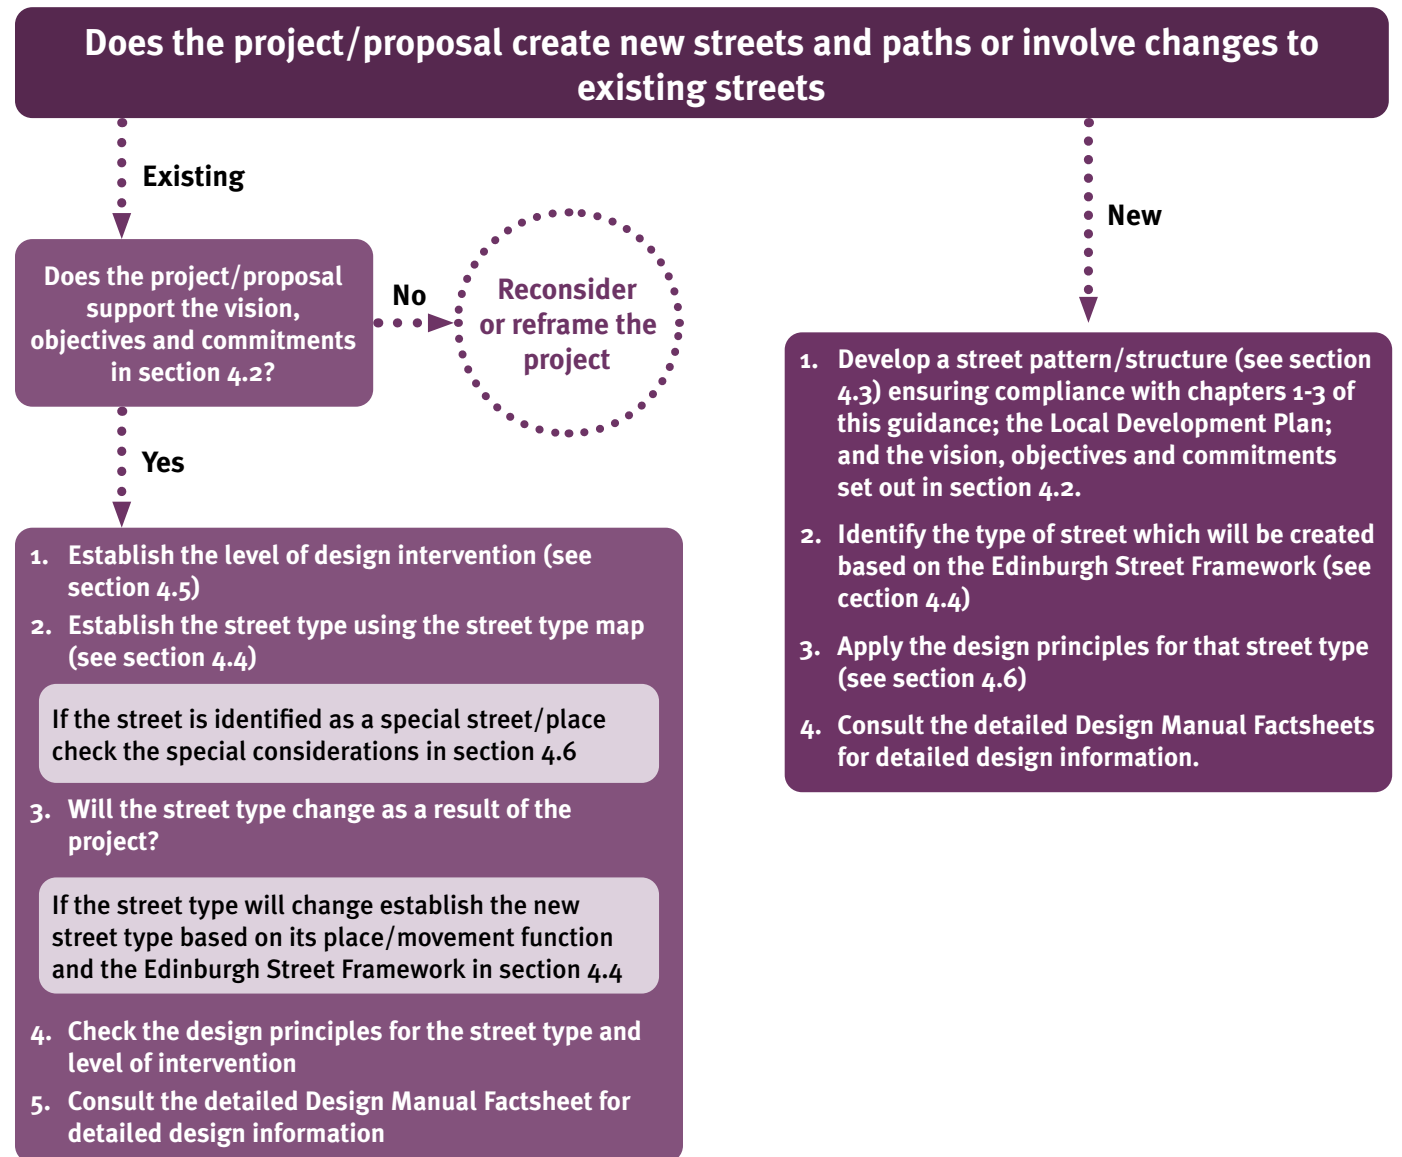 Does the project/proposal create new streets and paths or involve changes to
existing streets
Existing
Does the project/proposal
support the vision,
objectives and commitments
in section 4.2?
No
Reconsider
or reframe the
project
Yes
1. Establish the level of design intervention (see
section 4.5)
2. Establish the street type using the street type map
(see section 4.4)
If the street is identified as a special street/place
check the special considerations in section 4.6
3. Will the street type change as a result of the
project?
If the street type will change establish the new
street type based on its place/movement function
and the Edinburgh Street Framework in section 4.4
4. Check the design principles for the street type and
level of intervention
5. Consult the detailed Design Manual Factsheet for
detailed design information
New
1. Develop a street pattern/structure (see section
4.3) ensuring compliance with chapters 1-3 of
this guidance; the Local Development Plan;
and the vision, objectives and commitments
set out in section 4.2.
2. Identify the type of street which will be created
based on the Edinburgh Street Framework (see
cection 4.4)
3. Apply the design principles for that street type
(see section 4.6)
4. Consult the detailed Design Manual Factsheets
for detailed design information.